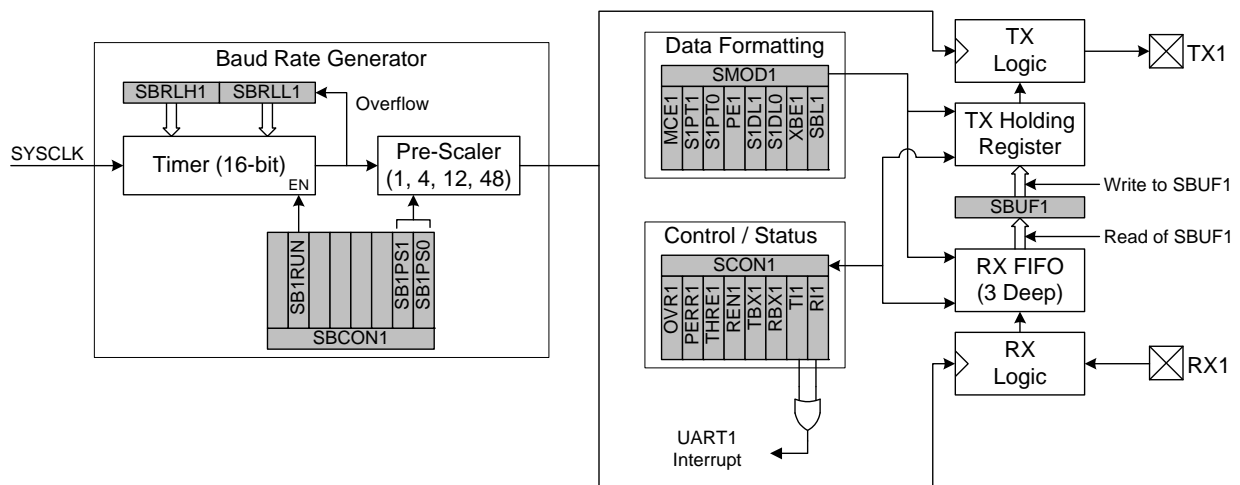 Baud Rate Generator
SBRLH1
SBRLL1
Overflow
SYSCLK
Timer (16-bit)
EN
Pre-Scaler
(1, 4, 12, 48)
SB1RUN
SB1PS1
SB1PS0
SBCON1
Data Formatting
SMOD1
MCE1
S1PT1
S1PT0
PE1
S1DL1
S1DL0
XBE1
SBL1
Control / Status
SCON1
OVR1
PERR1
THRE1
REN1
TBX1
RBX1
TI1
RI1
UART1
Interrupt
TX
Logic
TX1
TX Holding
Register
Write to SBUF1
SBUF1
Read of SBUF1
RX FIFO
(3 Deep)
RX
Logic
RX1